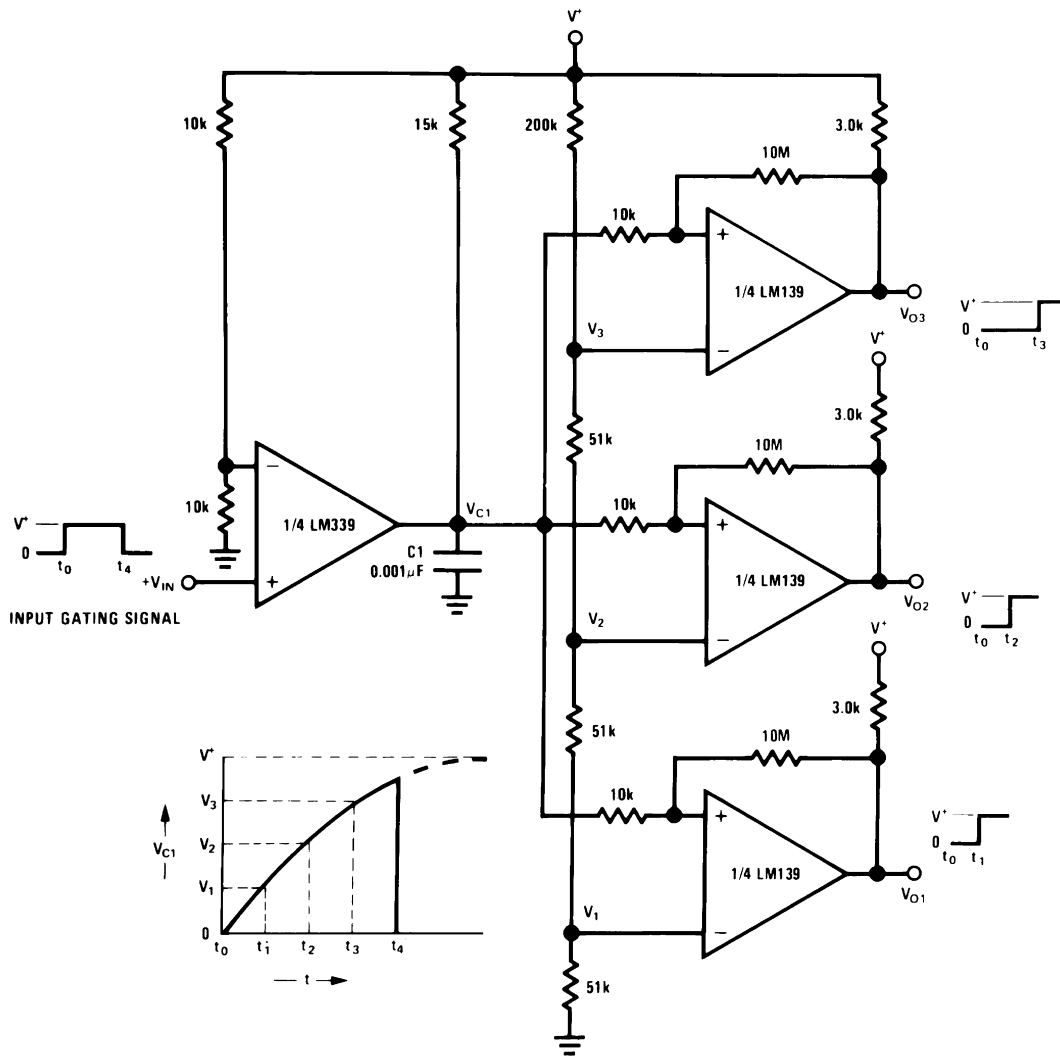 V+
10k
15k
200k
3.0k
10M
10k
+
1/4 LM139
V3
−
VO3
V+
0
t0
t3
V+
3.0k
51k
10M
−
10k
1/4 LM339
VC1
10k
+
1/4 LM139
V+
0
t0
t4
C1
0.001μF
+VIN
+
INPUT GATING SIGNAL
V2
−
VO2
V+
0
t0
t2
V+
3.0k
51k
10M
V+
V3
V2
V1
0
VC1
t0
t1
t2
t3
t4
t
10k
+
1/4 LM139
V1
−
VO1
V+
0
t0
t1
51k